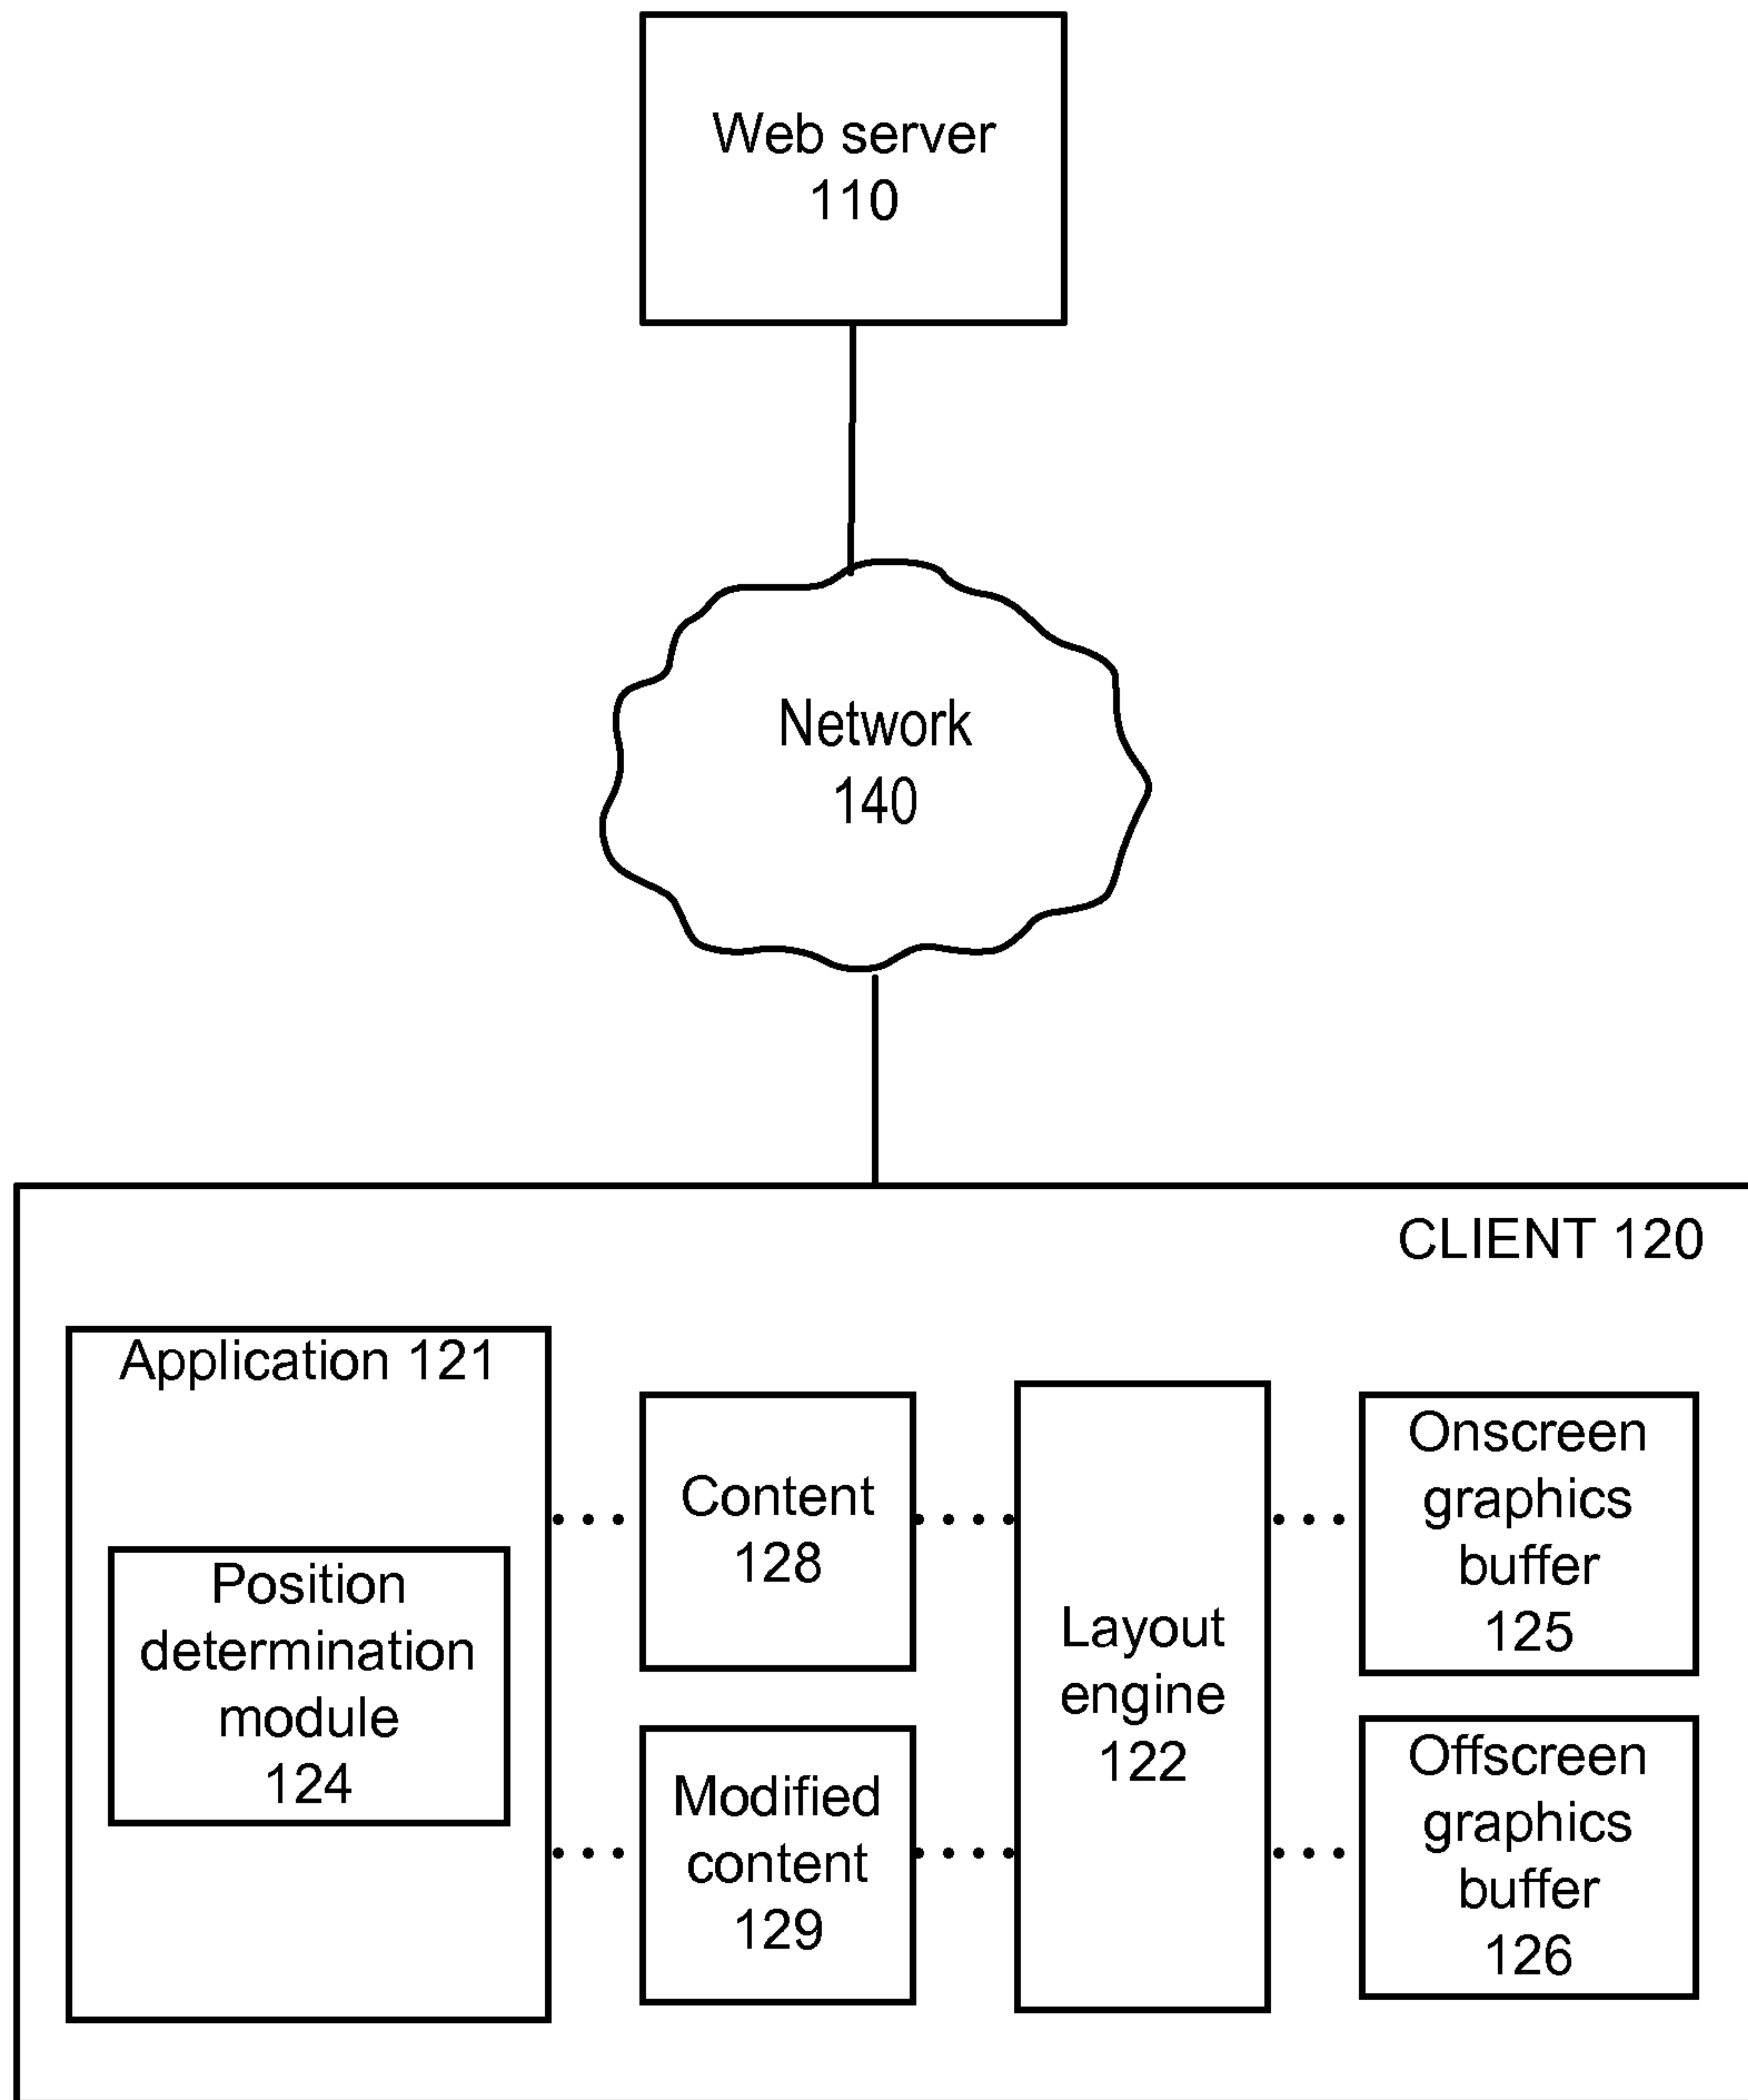 Web server
110
Network
140
CLIENT 120
Application 121
Position
determination
module
124
Content
128
Modified
content
129
Layout
engine
122
Onscreen
graphics
buffer
125
Offscreen
graphics
buffer
126